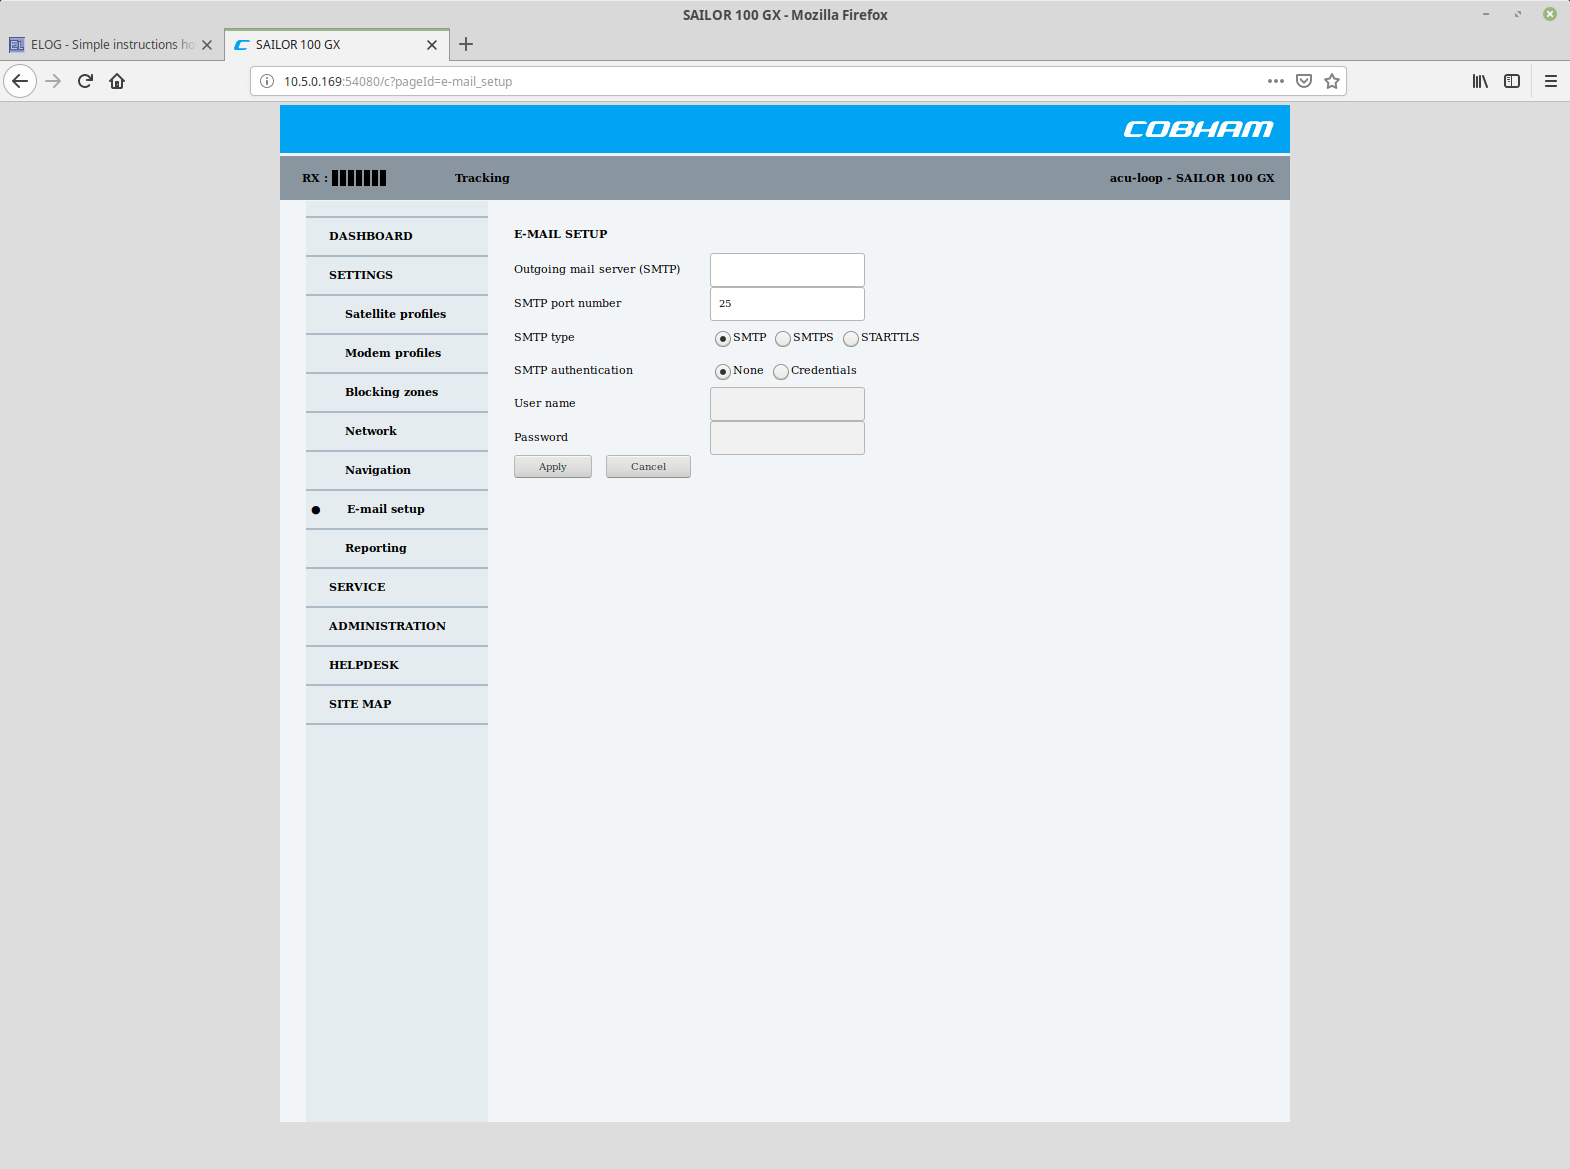 SAILOR 100 GX - Mozilla Firefox
ELOG - Simple instructions ho
SAILOR 100 GX
10.5.0.169:54080/c?pageId=e-mail_setup
COBHAM
RX :
Tracking
acu-loop - SAILOR 100 GX
DASHBOARD
SETTINGS
Satellite profiles
Modem profiles
Blocking zones
Network
Navigation
E-mail setup
Reporting
SERVICE
ADMINISTRATION
HELPDESK
SITE MAP
E-MAIL SETUP
Outgoing mail server (SMTP)
SMTP port number 25
SMTP type SMTP SMTPS STARTTLS
SMTP authentication None Credentials
User name
Password
Apply Cancel